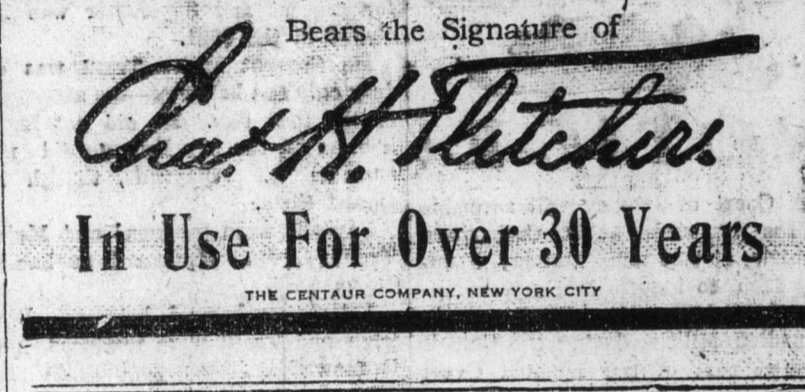 Bears the Signature of
Chas. H. Fletcher.
In Use For Over 30 Years
THE CENTAUR COMPANY, NEW YORK CITY